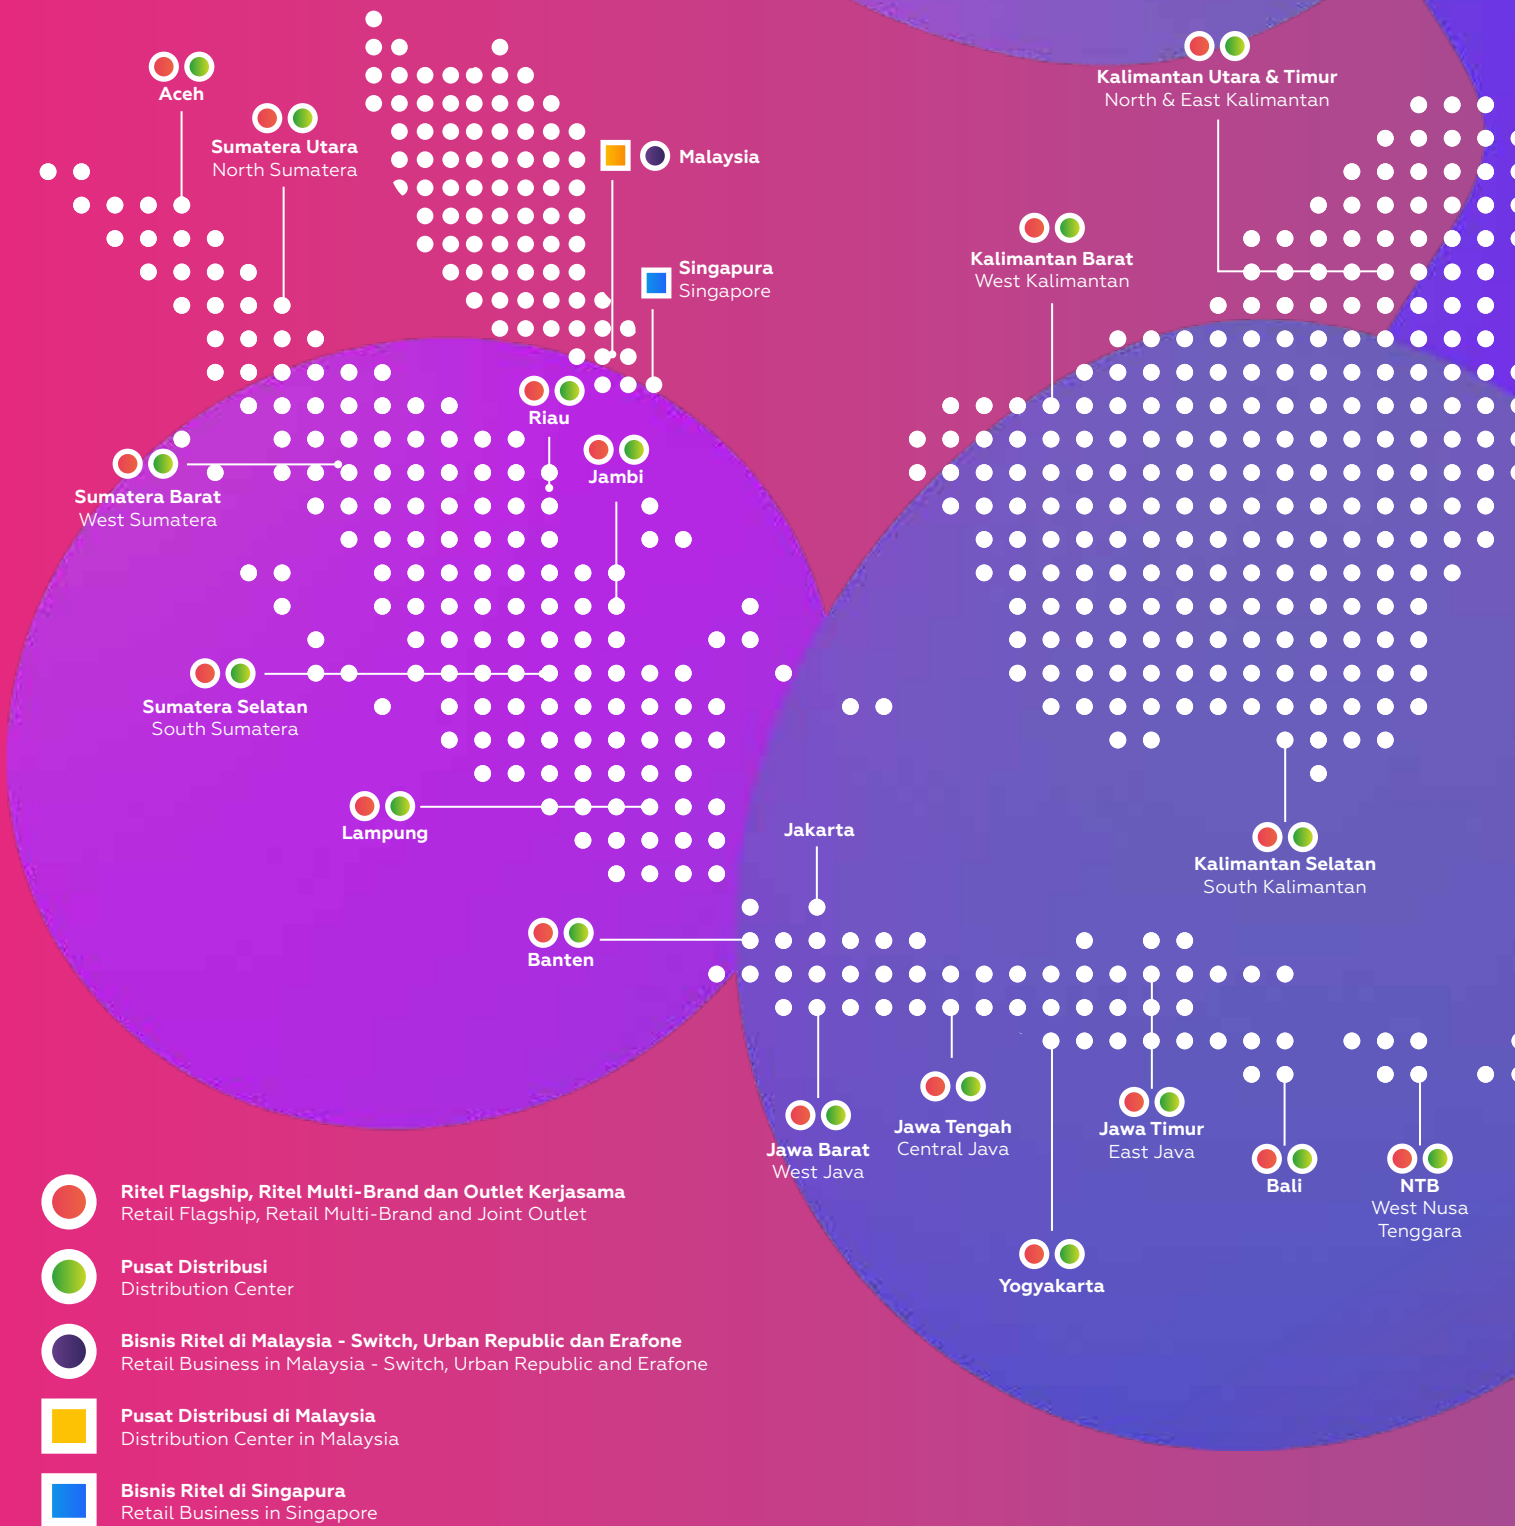 Aceh
Sumatera Utara
North Sumatera
Malaysia
Singapura
Singapore
Kalimantan Utara & Timur
North & East Kalimantan
Kalimantan Barat
West Kalimantan
Riau
Jambi
Sumatera Barat
West Sumatera
Sumatera Selatan
South Sumatera
Lampung
Jakarta
Kalimantan Selatan
South Kalimantan
Banten
Jawa Barat
West Java
Jawa Tengah
Central Java
Jawa Timur
East Java
Bali
NTB
West Nusa
Tenggara
Yogyakarta
Ritel Flagship, Ritel Multi-Brand dan Outlet Kerjasama
Retail Flagship, Retail Multi-Brand and Joint Outlet
Pusat Distribusi
Distribution Center
Bisnis Ritel di Malaysia - Switch, Urban Republic dan Erafone
Retail Business in Malaysia - Switch, Urban Republic and Erafone
Pusat Distribusi di Malaysia
Distribution Center in Malaysia
Bisnis Ritel di Singapura
Retail Business in Singapore